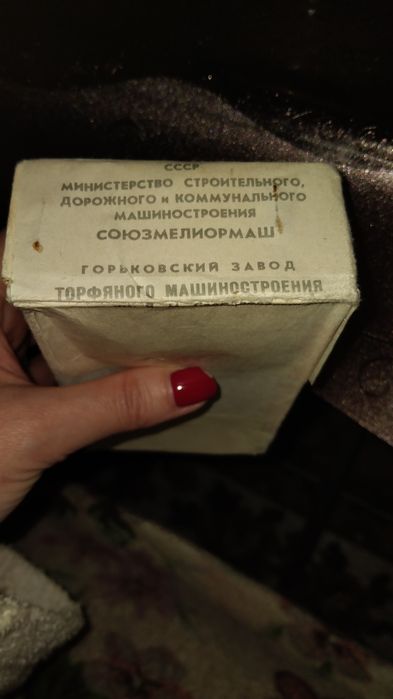 СССР
МИНИСТЕРСТВО СТРОИТЕЛЬНОГО,
ДОРОЖНОГО и КОММУНАЛЬНОГО
МАШИНОСТРОЕНИЯ
СОЮЗМЕЛИОРМАШ
ГОРЬКОВСКИЙ ЗАВОД
ТОРФЯНОГО МАШИНОСТРОЕНИЯ